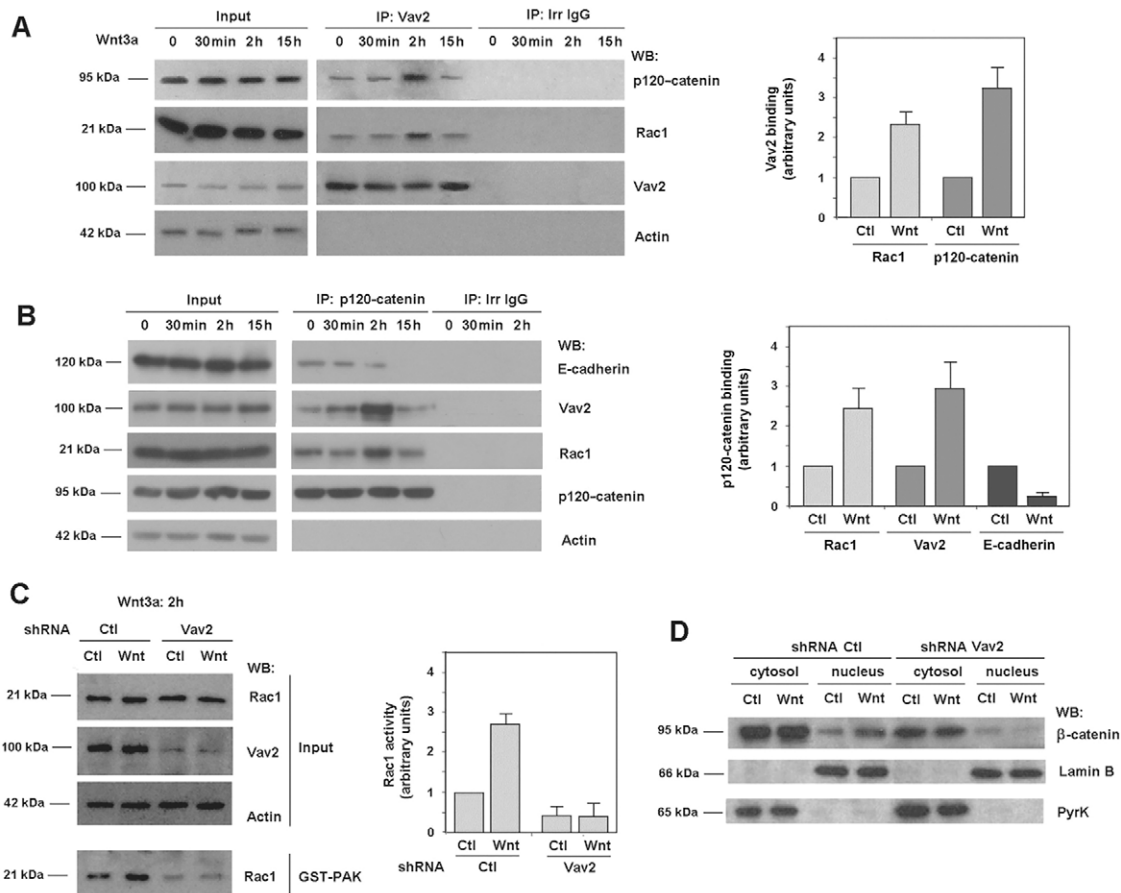 A
Input
IP: Vav2
IP: Irr IgG
Wnt3a
0 30min 2h 15h
0 30min 2h 15h
0 30min 2h 15h
WB:
95 kDa
p120-catenin
21 kDa
Rac1
100 kDa
Vav2
42 kDa
Actin
Vav2 binding
(arbitrary units)
4
3
2
1
0
Ctl Wnt Ctl Wnt
Rac1 p120-catenin
B
Input
IP: p120-catenin
IP: Irr IgG
0 30min 2h 15h
0 30min 2h 15h
0 30min 2h
WB:
120 kDa
E-cadherin
100 kDa
Vav2
21 kDa
Rac1
95 kDa
p120-catenin
42 kDa
Actin
p120-catenin binding
(arbitrary units)
4
3
2
1
0
Ctl Wnt Ctl Wnt Ctl Wnt
Rac1 Vav2 E-cadherin
C
Wnt3a: 2h
shRNA Ctl Vav2
Ctl Wnt Ctl Wnt
WB:
21 kDa
Rac1
100 kDa
Vav2
Input
42 kDa
Actin
21 kDa
Rac1
GST-PAK
Rac1 activity
(arbitrary units)
4
3
2
1
0
Ctl Wnt Ctl Wnt
shRNA Ctl Vav2
D
shRNA Ctl shRNA Vav2
cytosol nucleus cytosol nucleus
Ctl Wnt Ctl Wnt Ctl Wnt Ctl Wnt
WB:
95 kDa
β-catenin
66 kDa
Lamin B
65 kDa
PyrK